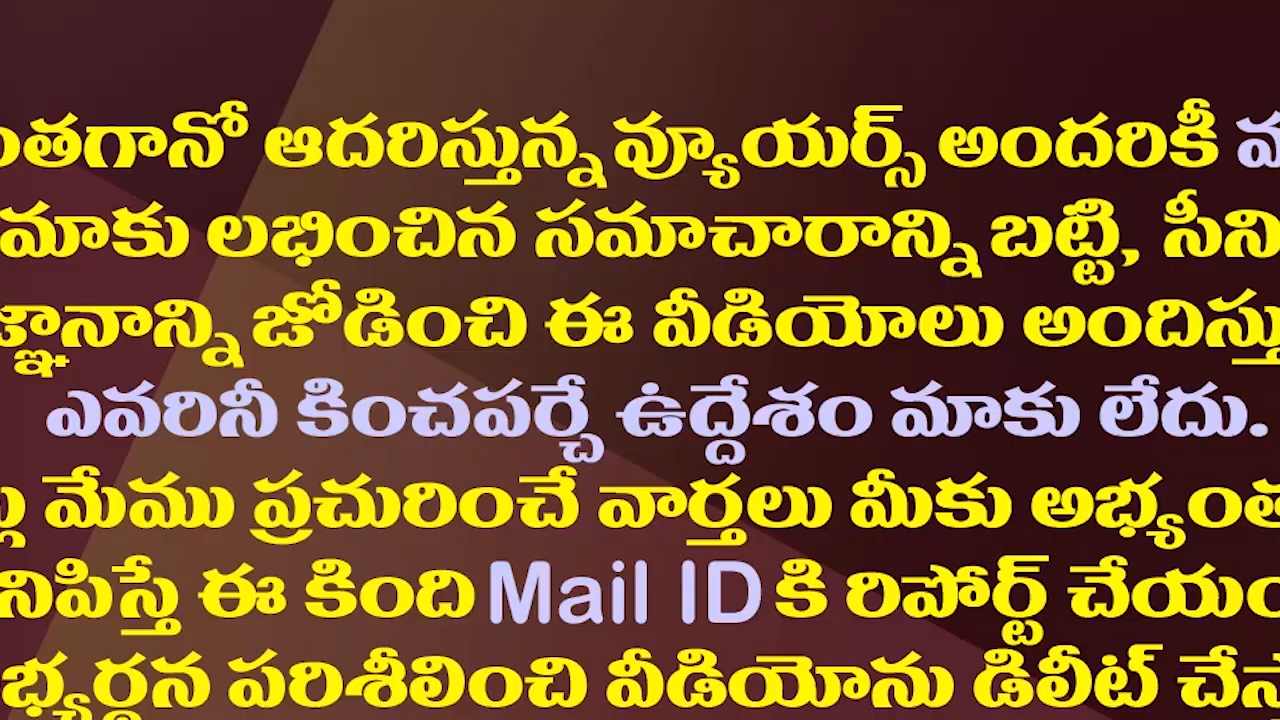 ఆదరిస్తున్న వ్యూయర్స్ అందరికీ
మాకు లభించిన సమాచారాన్ని బట్టి,
జోడించి ఈ వీడియోలు
ఎవరినీ కించపర్చే ఉద్దేశం మాకు లేదు.
మేము ప్రచురించే వార్తలు మీకు
ఈ కింది Mail ID కి రిపోర్ట్
పరిశీలించి వీడియోను డిలీట్